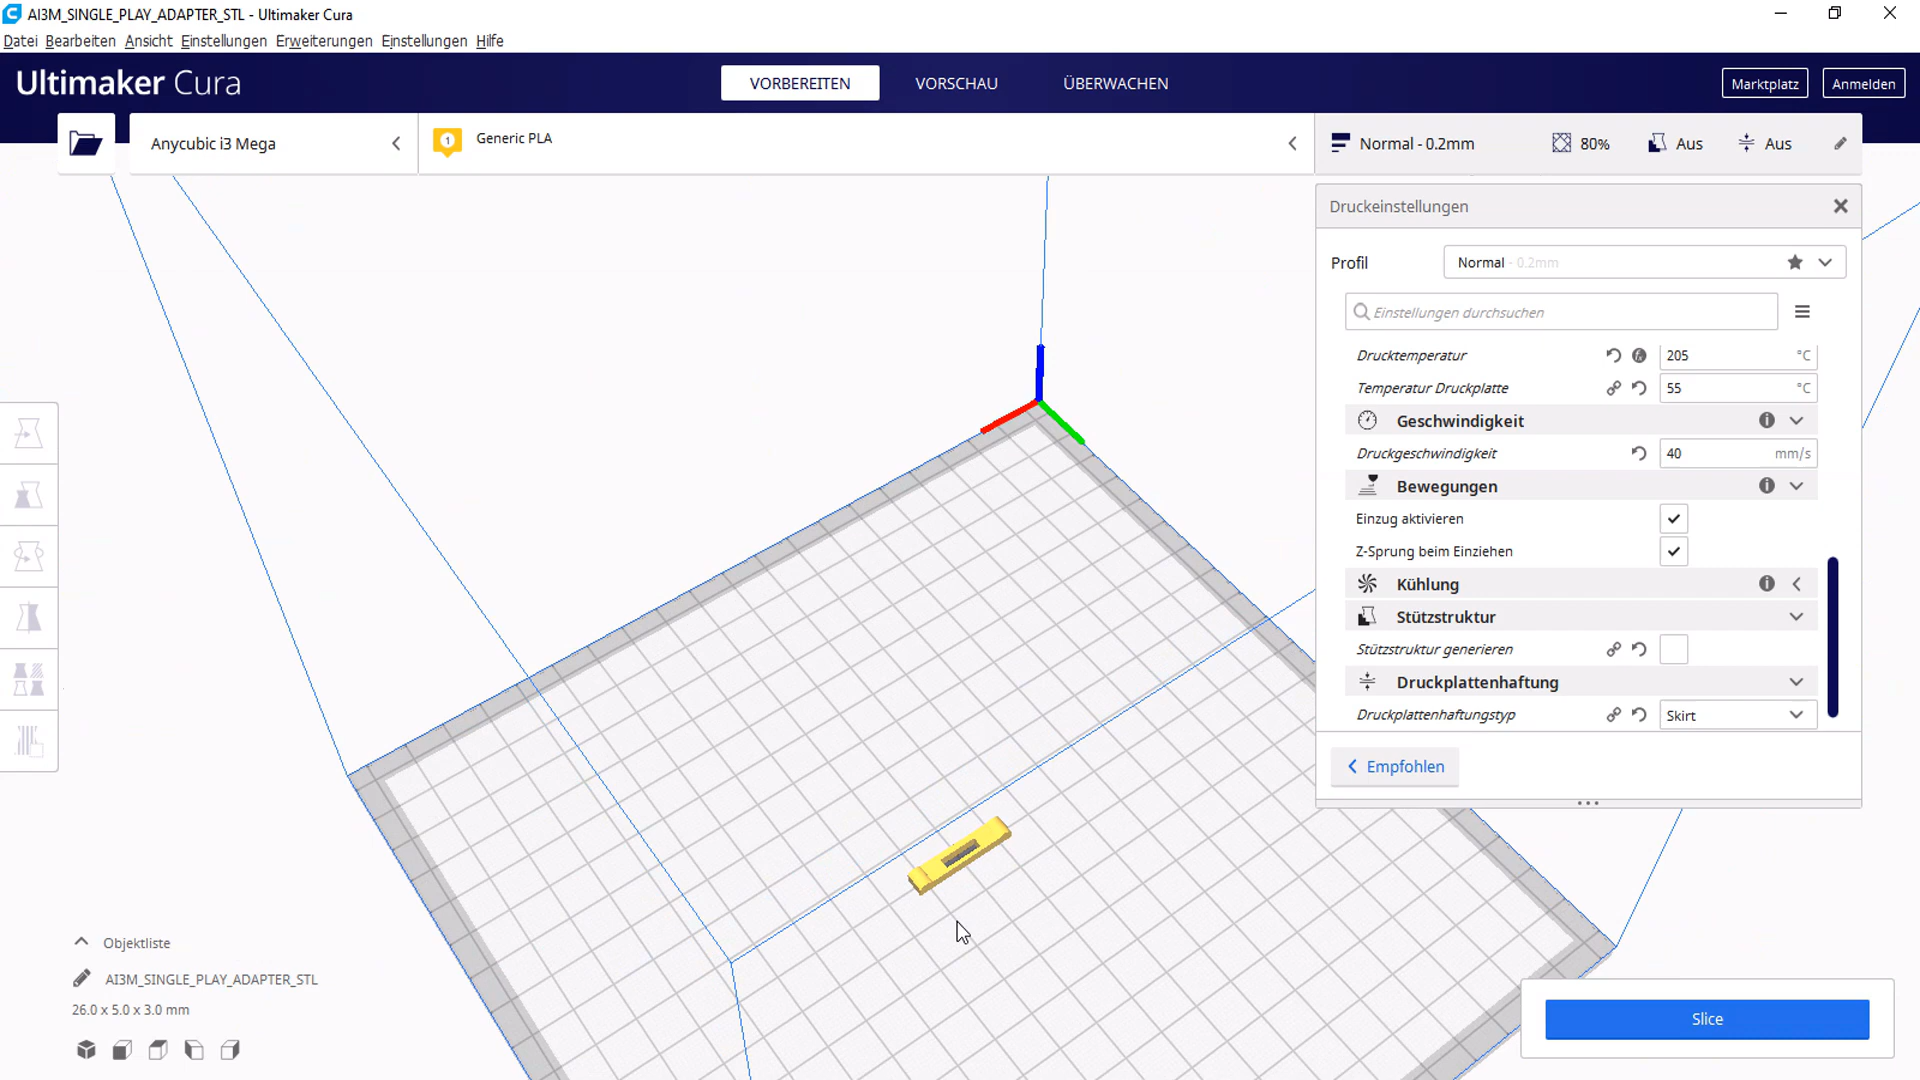 AI3M_SINGLE_PLAY_ADAPTER_STL - Ultimaker Cura
Datei Bearbeiten Ansicht Einstellungen Erweiterungen Einstellungen Hilfe
Ultimaker Cura
VORBEREITEN
VORSCHAU
ÜBERWACHEN
Marktplatz
Anmelden
Anycubic i3 Mega
1
Generic PLA
Normal - 0.2mm
80%
Aus
Aus
Druckeinstellungen
Profil
Normal - 0.2mm
Einstellungen durchsuchen
Drucktemperatur 205 °C
Temperatur Druckplatte 55 °C
Geschwindigkeit
Druckgeschwindigkeit 40 mm/s
Bewegungen
Einzug aktivieren
Z-Sprung beim Einziehen
Kühlung
Stützstruktur
Stützstruktur generieren
Druckplattenhaftung
Druckplattenhaftungstyp Skirt
Empfohlen
Objektliste
AI3M_SINGLE_PLAY_ADAPTER_STL
26.0 x 5.0 x 3.0 mm
Slice